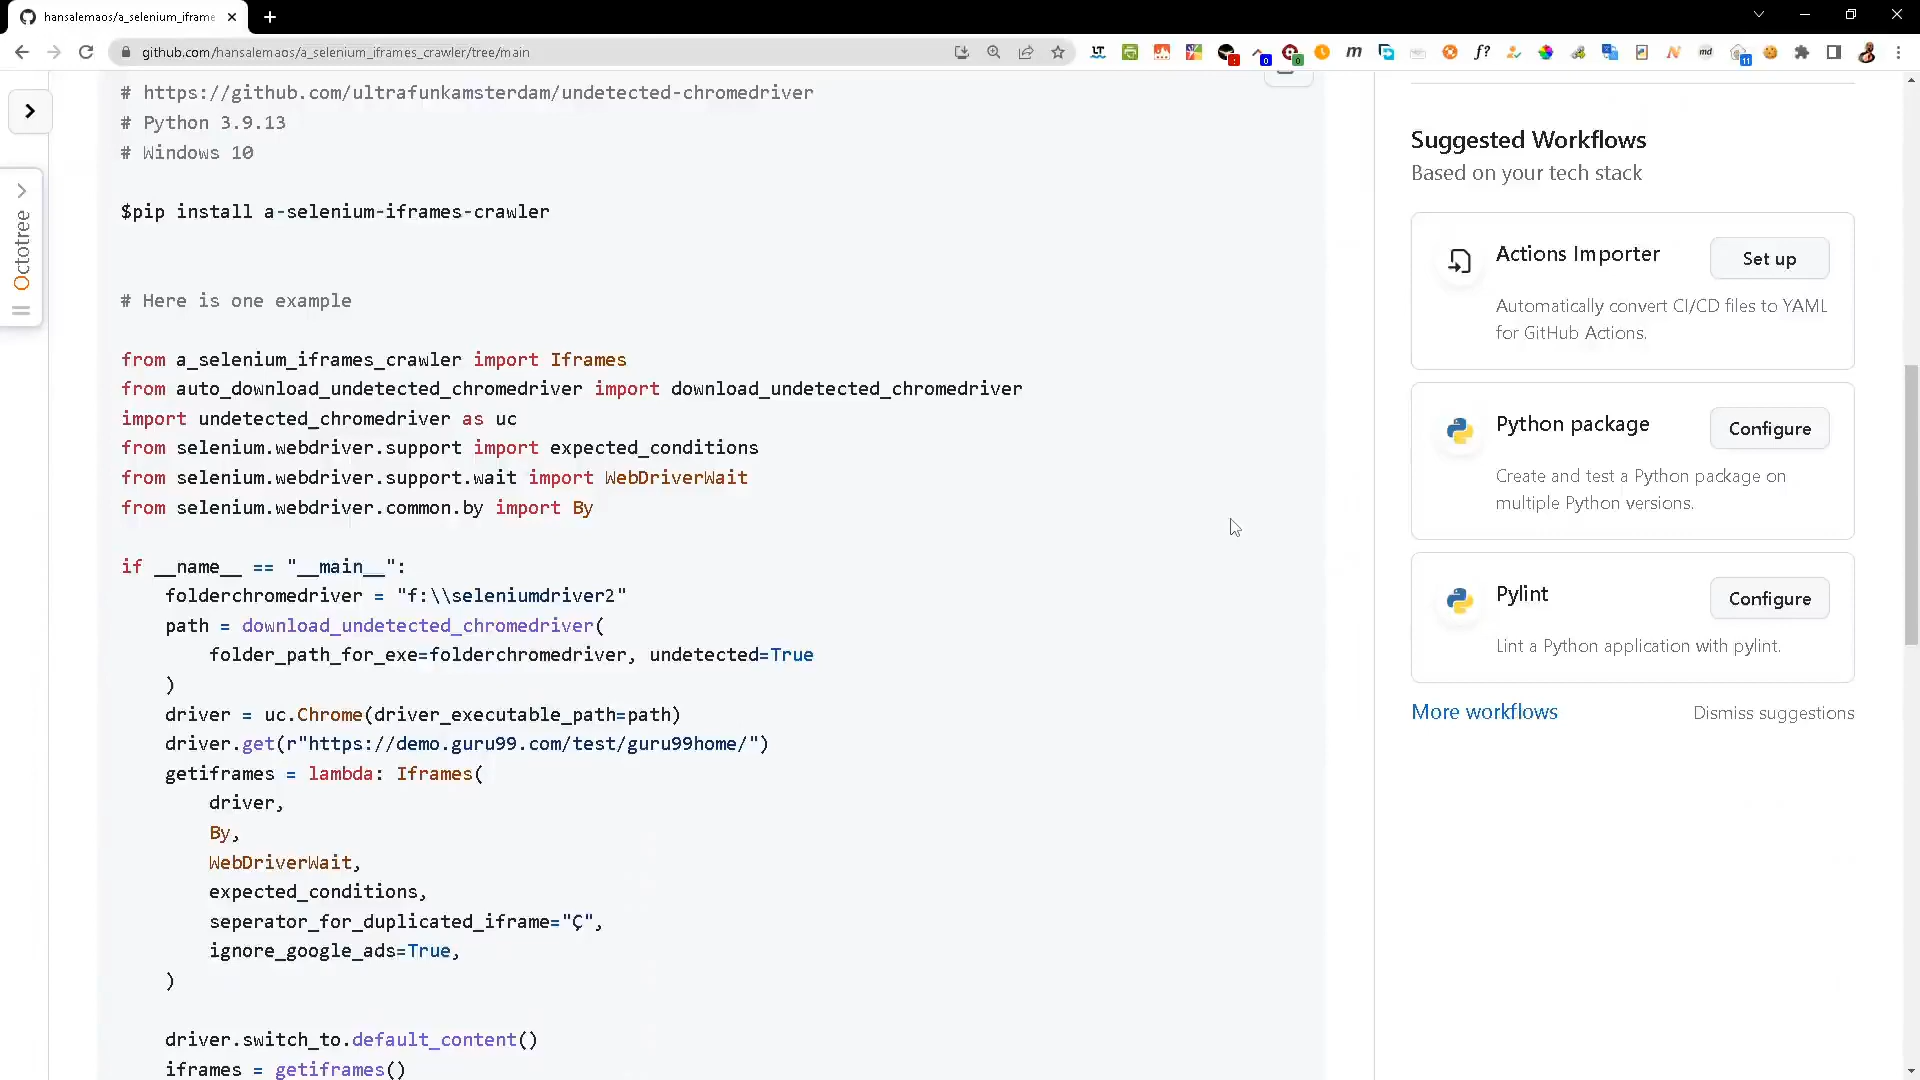 hansalemaos/a_selenium_iframe
github.com/hansalemaos/a_selenium_iframes_crawler/tree/main
Octotree
# https://github.com/ultrafunkamsterdam/undetected-chromedriver
# Python 3.9.13
# Windows 10
$pip install a-selenium-iframes-crawler
# Here is one example
from a_selenium_iframes_crawler import Iframes
from auto_download_undetected_chromedriver import download_undetected_chromedriver
import undetected_chromedriver as uc
from selenium.webdriver.support import expected_conditions
from selenium.webdriver.support.wait import WebDriverWait
from selenium.webdriver.common.by import By
if __name__ == "__main__":
    folderchromedriver = "f:\\seleniumdriver2"
    path = download_undetected_chromedriver(
        folder_path_for_exe=folderchromedriver, undetected=True
    )
    driver = uc.Chrome(driver_executable_path=path)
    driver.get(r"https://demo.guru99.com/test/guru99home/")
    getiframes = lambda: Iframes(
        driver,
        By,
        WebDriverWait,
        expected_conditions,
        seperator_for_duplicated_iframe="Ç",
        ignore_google_ads=True,
    )
    driver.switch_to.default_content()
    iframes = getiframes()
Suggested Workflows
Based on your tech stack
Actions Importer
Set up
Automatically convert CI/CD files to YAML
for GitHub Actions.
Python package
Configure
Create and test a Python package on
multiple Python versions.
Pylint
Configure
Lint a Python application with pylint.
More workflows
Dismiss suggestions